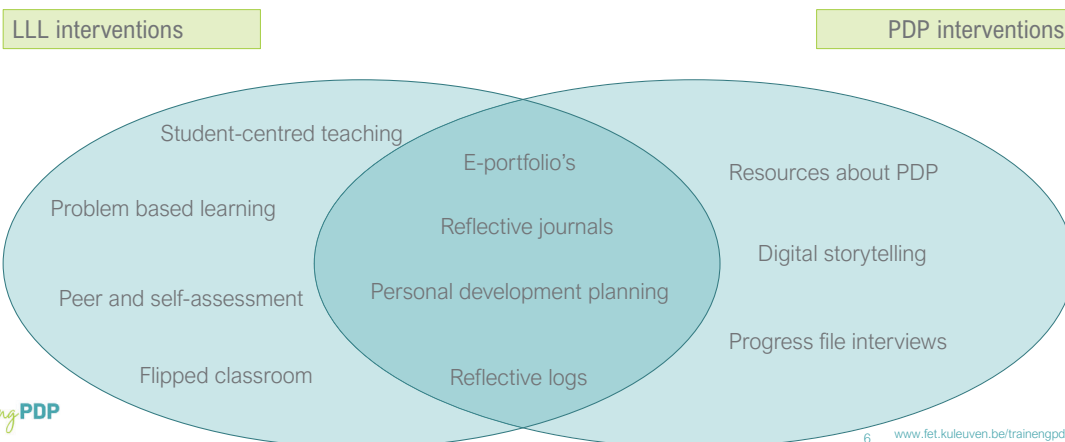 LLL interventions
PDP interventions
Student-centred teaching
Problem based learning
Peer and self-assessment
Flipped classroom
E-portfolio's
Reflective journals
Personal development planning
Reflective logs
Resources about PDP
Digital storytelling
Progress file interviews
ng PDP
6
www.fet.kuleuven.be/trainengpd